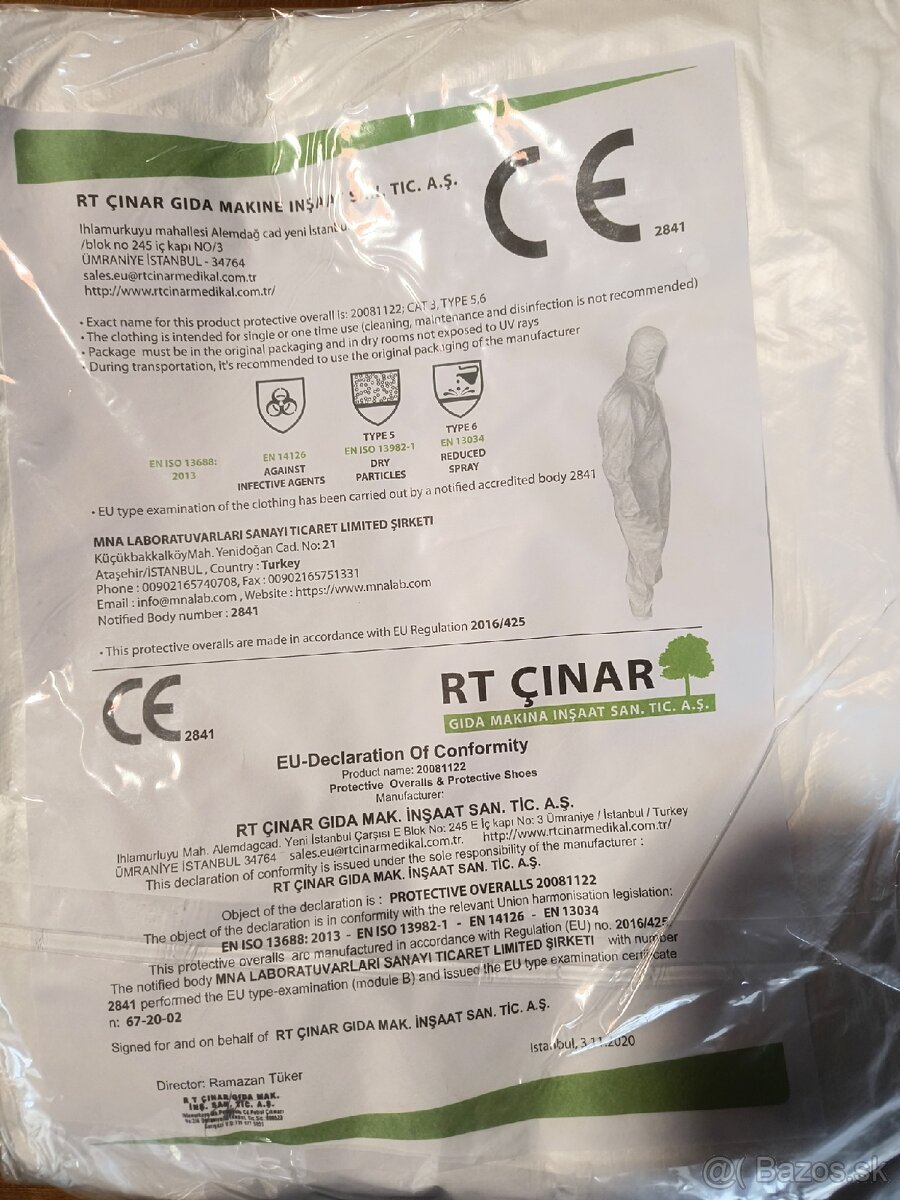 CE 2841
RT ÇINAR GIDA MAKINE INŞAAT SAN. TIC. A.Ş.
Ihlamurkuyu mahallesi Alemdağ cad yeni İstanbu
/blok no 245 iç kapı NO/3
ÜMRANİYE İSTANBUL - 34764
sales.eu@rtcinarmedikal.com.tr
http://www.rtcinarmedikal.com.tr/
• Exact name for this product protective overall is: 20081122; CAT 3, TYPE 5,6
• The clothing is intended for single or one time use (cleaning, maintenance and disinfection is not recommended)
• Package must be in the original packaging and in dry rooms not exposed to UV rays
• During transportation, it's recommended to use the original packaging of the manufacturer
EN ISO 13688:
2013
EN 14126
AGAINST
INFECTIVE AGENTS
TYPE 5
EN ISO 13982-1
DRY
PARTICLES
TYPE 6
EN 13034
REDUCED
SPRAY
• EU type examination of the clothing has been carried out by a notified accredited body 2841
MNA LABORATUVARLARI SANAYI TICARET LIMITED ŞIRKETI
KüçükbakkalköyMah. Yenidoğan Cad. No: 21
Ataşehir/İSTANBUL, Country : Turkey
Phone : 00902165740708, Fax : 00902165751331
Email : info@mnalab.com , Website : https://www.mnalab.com
Notified Body number : 2841
• This protective overalls are made in accordance with EU Regulation 2016/425
CE 2841
RT ÇINAR
GIDA MAKINA INŞAAT SAN. TIC. A.Ş.
EU-Declaration Of Conformity
Product name: 20081122
Protective Overalls & Protective Shoes
Manufacturer:
RT ÇINAR GIDA MAK. İNŞAAT SAN. TİC. A.Ş.
Ihlamurluyu Mah. Alemdagcad. Yeni İstanbul Çarşısı E Blok No: 245 E İç kapı No: 3 Ümraniye / İstanbul / Turkey
ÜMRANİYE İSTANBUL 34764 sales.eu@rtcinarmedikal.com.tr. http://www.rtcinarmedikal.com.tr/
This declaration of conformity is issued under the sole responsibility of the manufacturer :
RT ÇINAR GIDA MAK. İNŞAAT SAN. TİC. A.Ş.
Object of the declaration is : PROTECTIVE OVERALLS 20081122
The object of the declaration is in conformity with the relevant Union harmonisation legislation:
EN ISO 13688: 2013 - EN ISO 13982-1 - EN 14126 - EN 13034
This protective overalls are manufactured in accordance with Regulation (EU) no. 2016/425.
The notified body MNA LABORATUVARLARI SANAYI TICARET LIMITED ŞIRKETI with number
2841 performed the EU type-examination (module B) and issued the EU type examination certificate
n: 67-20-02
Signed for and on behalf of RT ÇINAR GIDA MAK. İNŞAAT SAN. TİC. A.Ş.
Istanbul, 3.11.2020
Director: Ramazan Tüker
RT ÇINAR GIDA MAK.
İNŞ. SAN. TİC. A.Ş.
@( Bazos.sk